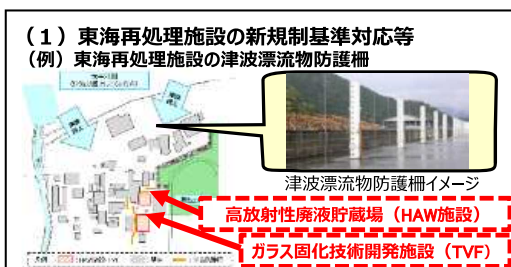 （１）東海再処理施設の新規制基準対応等
（例）東海再処理施設の津波漂流物防護柵
津波漂流物防護柵イメージ
高放射性廃液貯蔵場（HAW施設）
ガラス固化技術開発施設（TVF）